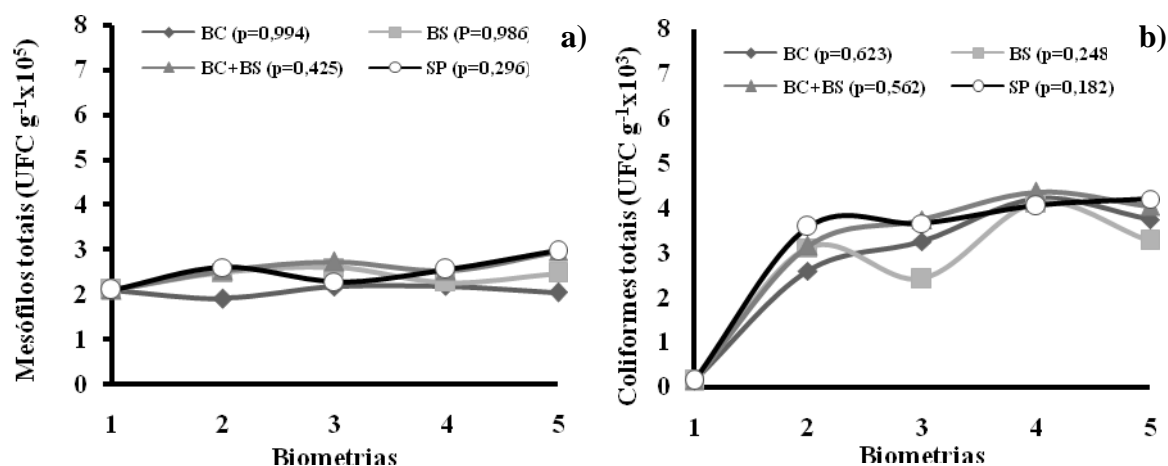 a)
BC (p=0,994) BS (P=0,986)
BC+BS (p=0,425) SP (p=0,296)
Mesófilos totais (UFC g⁻¹x10⁵)
8
7
6
5
4
3
2
1
0
1 2 3 4 5
Biometrias
b)
BC (p=0,623) BS (p=0,248
BC+BS (p=0,562) SP (p=0,182)
Coliformes totais (UFC g⁻¹x10³)
8
7
6
5
4
3
2
1
0
1 2 3 4 5
Biometrias